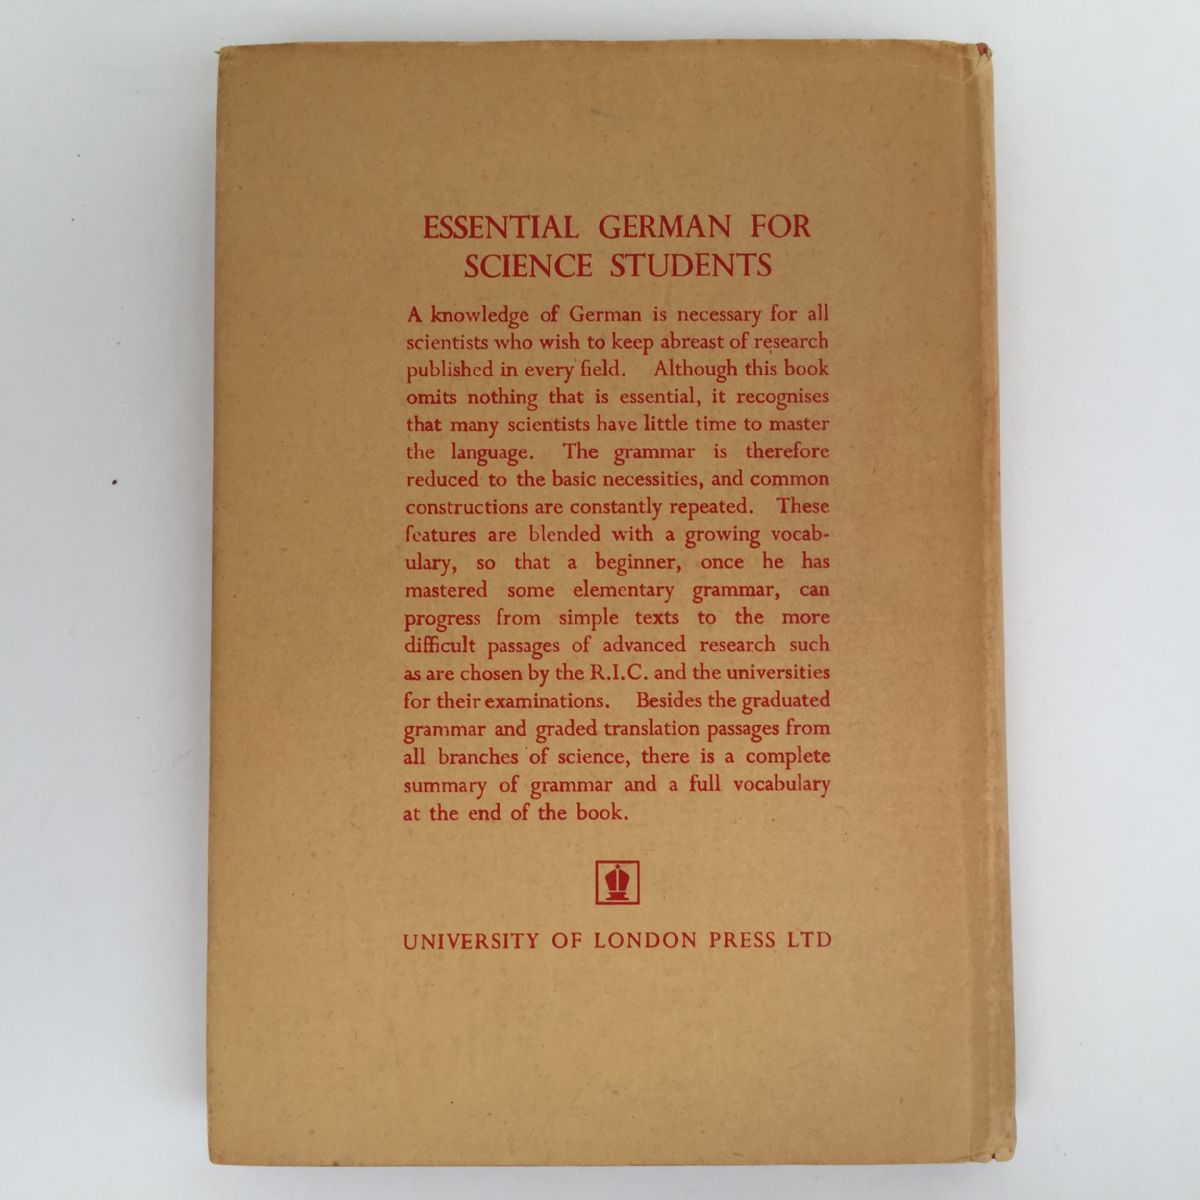 ESSENTIAL GERMAN FOR
SCIENCE STUDENTS
A knowledge of German is necessary for all
scientists who wish to keep abreast of research
published in every field. Although this book
omits nothing that is essential, it recognises
that many scientists have little time to master
the language. The grammar is therefore
reduced to the basic necessities, and common
constructions are constantly repeated. These
features are blended with a growing vocab-
ulary, so that a beginner, once he has
mastered some elementary grammar, can
progress from simple texts to the more
difficult passages of advanced research such
as are chosen by the R.I.C. and the universities
for their examinations. Besides the graduated
grammar and graded translation passages from
all branches of science, there is a complete
summary of grammar and a full vocabulary
at the end of the book.
UNIVERSITY OF LONDON PRESS LTD